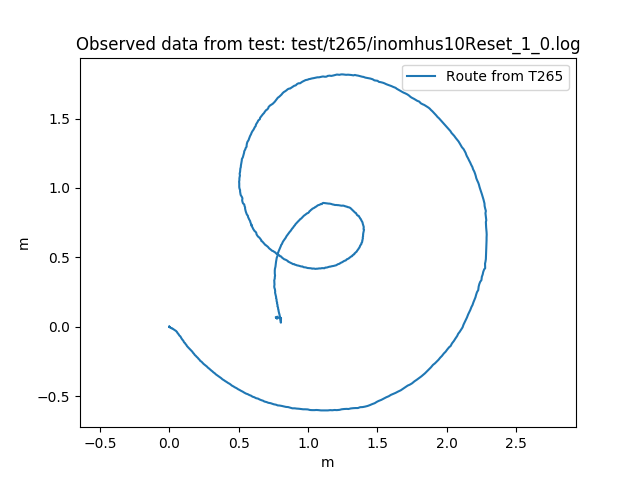 Observed data from test: test/t265/inomhus10Reset_1_0.log
Route from T265
1.5
1.0
0.5
0.0
−0.5
m
−0.5 0.0 0.5 1.0 1.5 2.0 2.5
m